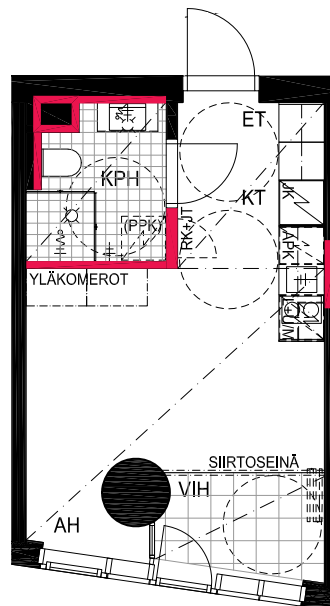 ET
KPH
JK
KT
(PPK)
RK+JT
APK
YLÄKOMEROT
SIIRTOSEINÄ
VIH
AH